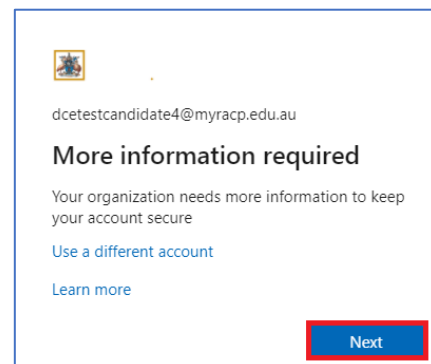 dcetestcandidate4@myracp.edu.au
More information required
Your organization needs more information to keep
your account secure
Use a different account
Learn more
Next